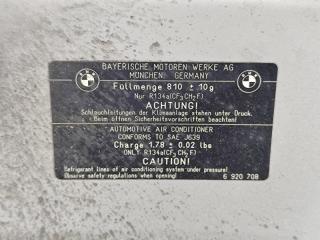 BAYERISCHE MOTOREN WERKE AG
MÜNCHEN, GERMANY
BMW
BMW
Füllmenge 810 ± 10g
Nur R134a(CF₃CH₂F)
ACHTUNG!
Schlauchleitungen der Klimaanlage stehen unter Druck.
Beim öffnen Sicherheitsvorschriften beachten!
AUTOMOTIVE AIR CONDITIONER
CONFORMS TO SAE J639
Charge 1.78 ± 0.02 lbs
ONLY R134a(CF₃CH₂F)
CAUTION!
Refrigerant lines of air conditioning system under pressure!
Observe safety regulations when opening! 6 920 708